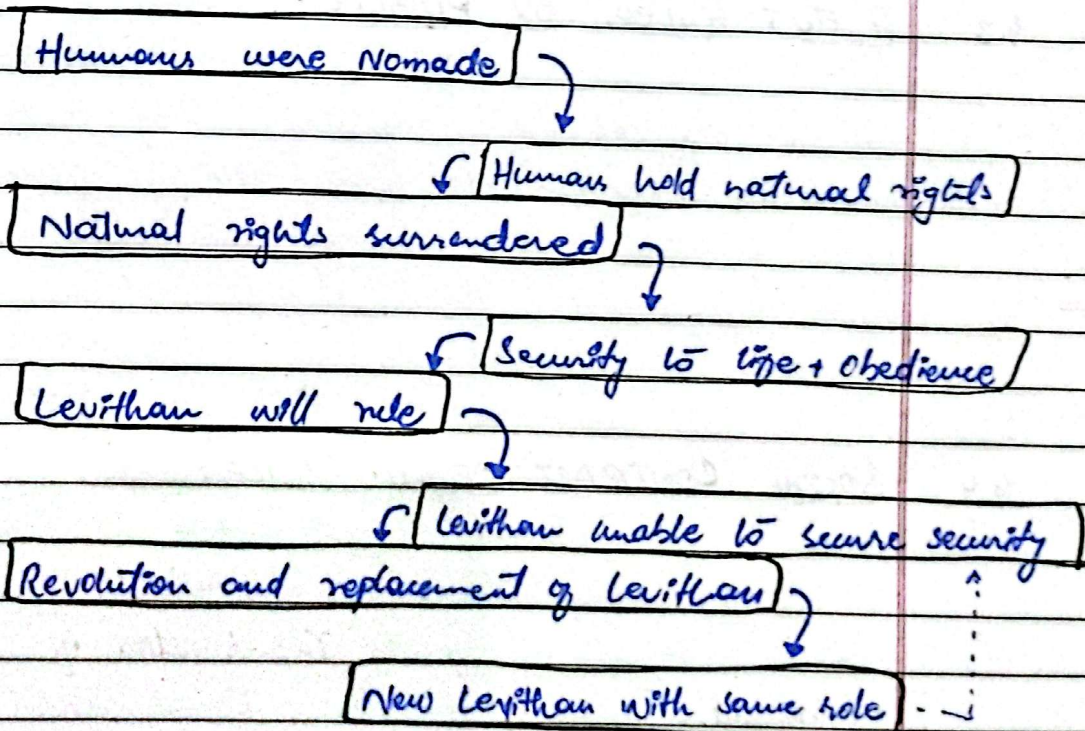 Humans were Nomade
Humans hold natural rights
Natural rights surrendered
Security to life + obedience
Levithan will rule
Levithan unable to secure security
Revolution and replacement of Levithan
New Levithan with same role